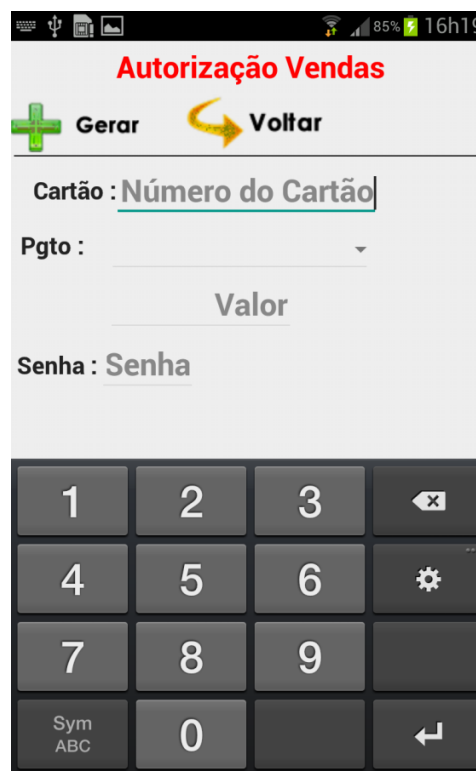 85% 16h19
Autorização Vendas
Gerar Voltar
Cartão : Número do Cartão
Pgto :
Valor
Senha : Senha
1 2 3
4 5 6
7 8 9
Sym
ABC
0